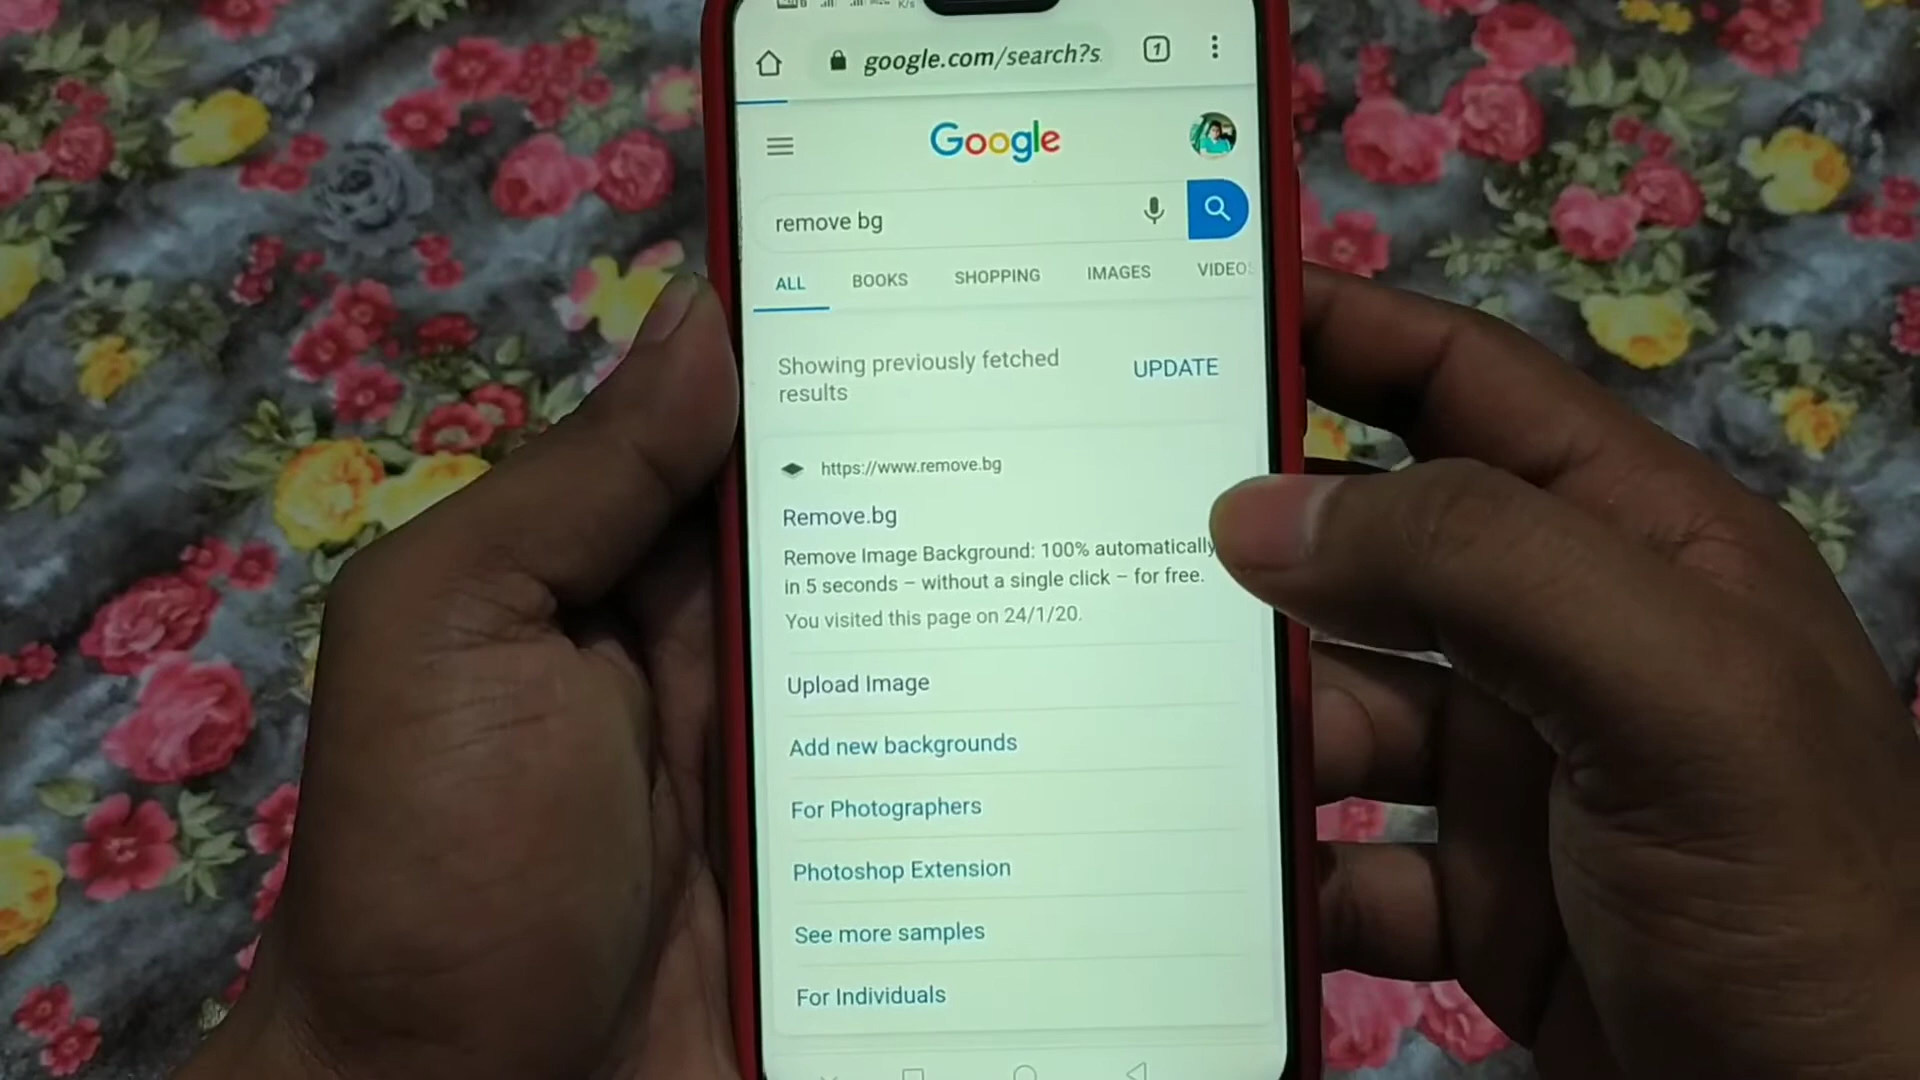 K/s
google.com/search?s
1
Google
remove bg
ALL BOOKS SHOPPING IMAGES VIDEO
Showing previously fetched
results
UPDATE
https://www.remove.bg
Remove.bg
Remove Image Background: 100% automatically
in 5 seconds – without a single click – for free.
You visited this page on 24/1/20.
Upload Image
Add new backgrounds
For Photographers
Photoshop Extension
See more samples
For Individuals